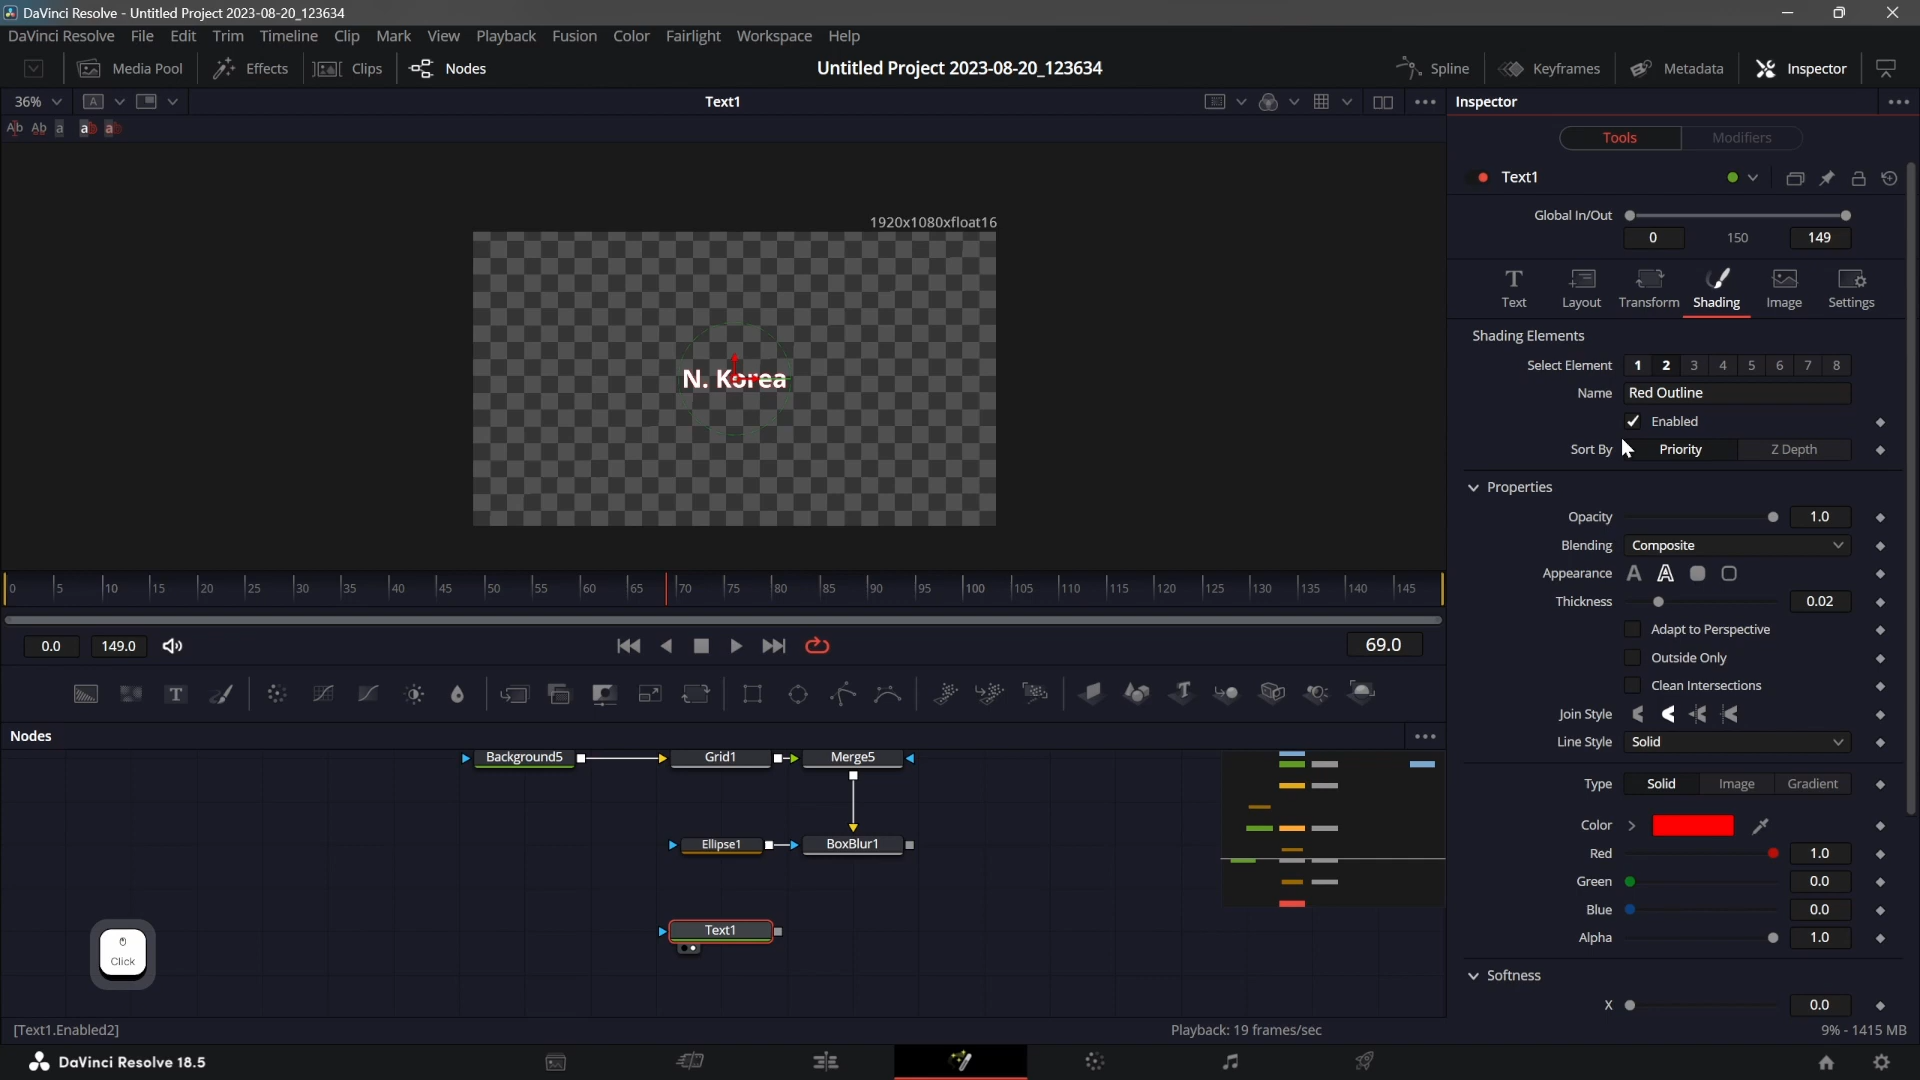 DaVinci Resolve - Untitled Project 2023-08-20_123634
DaVinci Resolve File Edit Trim Timeline Clip Mark View Playback Fusion Color Fairlight Workspace Help
Media Pool Effects Clips Nodes Untitled Project 2023-08-20_123634 Spline Keyframes Metadata Inspector
36% A Text1 Inspector
Ab Ab a ab a
Tools Modifiers
Text1
1920x1080xfloat16
Global In/Out
0 150 149
N. Korea
Text Layout Transform Shading Image Settings
Shading Elements
Select Element 1 2 3 4 5 6 7 8
Name Red Outline
Enabled
Sort By Priority Z Depth
Properties
Opacity 1.0
Blending Composite
Appearance A A
Thickness 0.02
Adapt to Perspective
Outside Only
Clean Intersections
Join Style
Line Style Solid
Type Solid Image Gradient
Color
Red 1.0
Green 0.0
Blue 0.0
Alpha 1.0
Softness
X 0.0
0 5 10 15 20 25 30 35 40 45 50 55 60 65 70 75 80 85 90 95 100 105 110 115 120 125 130 135 140 145
0.0 149.0 69.0
T T
Nodes
Background5 Grid1 Merge5
Ellipse1 BoxBlur1
Text1
Click
[Text1.Enabled2] Playback: 19 frames/sec 9% - 1415 MB
DaVinci Resolve 18.5